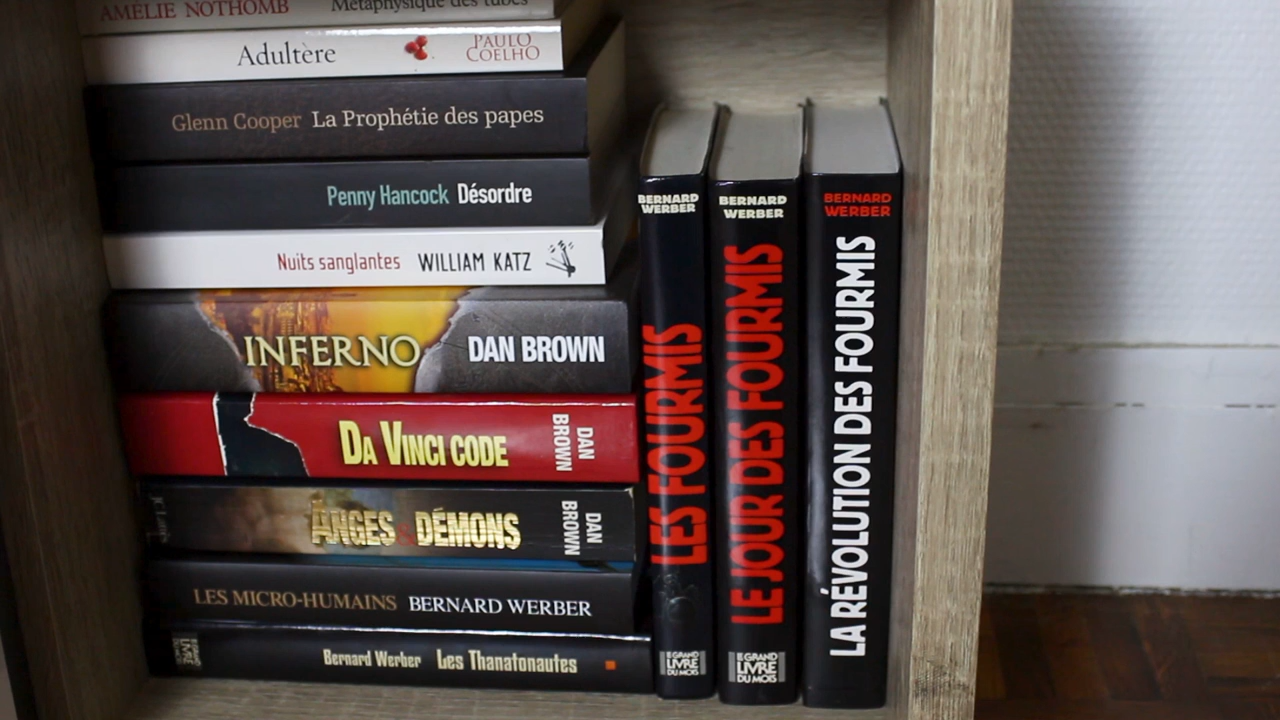 AMÉLIE NOTHOMB Métaphysique des tubes
Adultère PAULO COELHO
Glenn Cooper La Prophétie des papes
Penny Hancock Désordre
Nuits sanglantes WILLIAM KATZ
INFERNO DAN BROWN
DA VINCI CODE DAN BROWN
ANGES & DÉMONS DAN BROWN
LES MICRO-HUMAINS BERNARD WERBER
Bernard Werber Les Thanatonautes
BERNARD WERBER
LES FOURMIS
LE GRAND
LIVRE
DU MOIS
BERNARD WERBER
LE JOUR DES FOURMIS
LE GRAND
LIVRE
DU MOIS
BERNARD WERBER
LA RÉVOLUTION DES FOURMIS